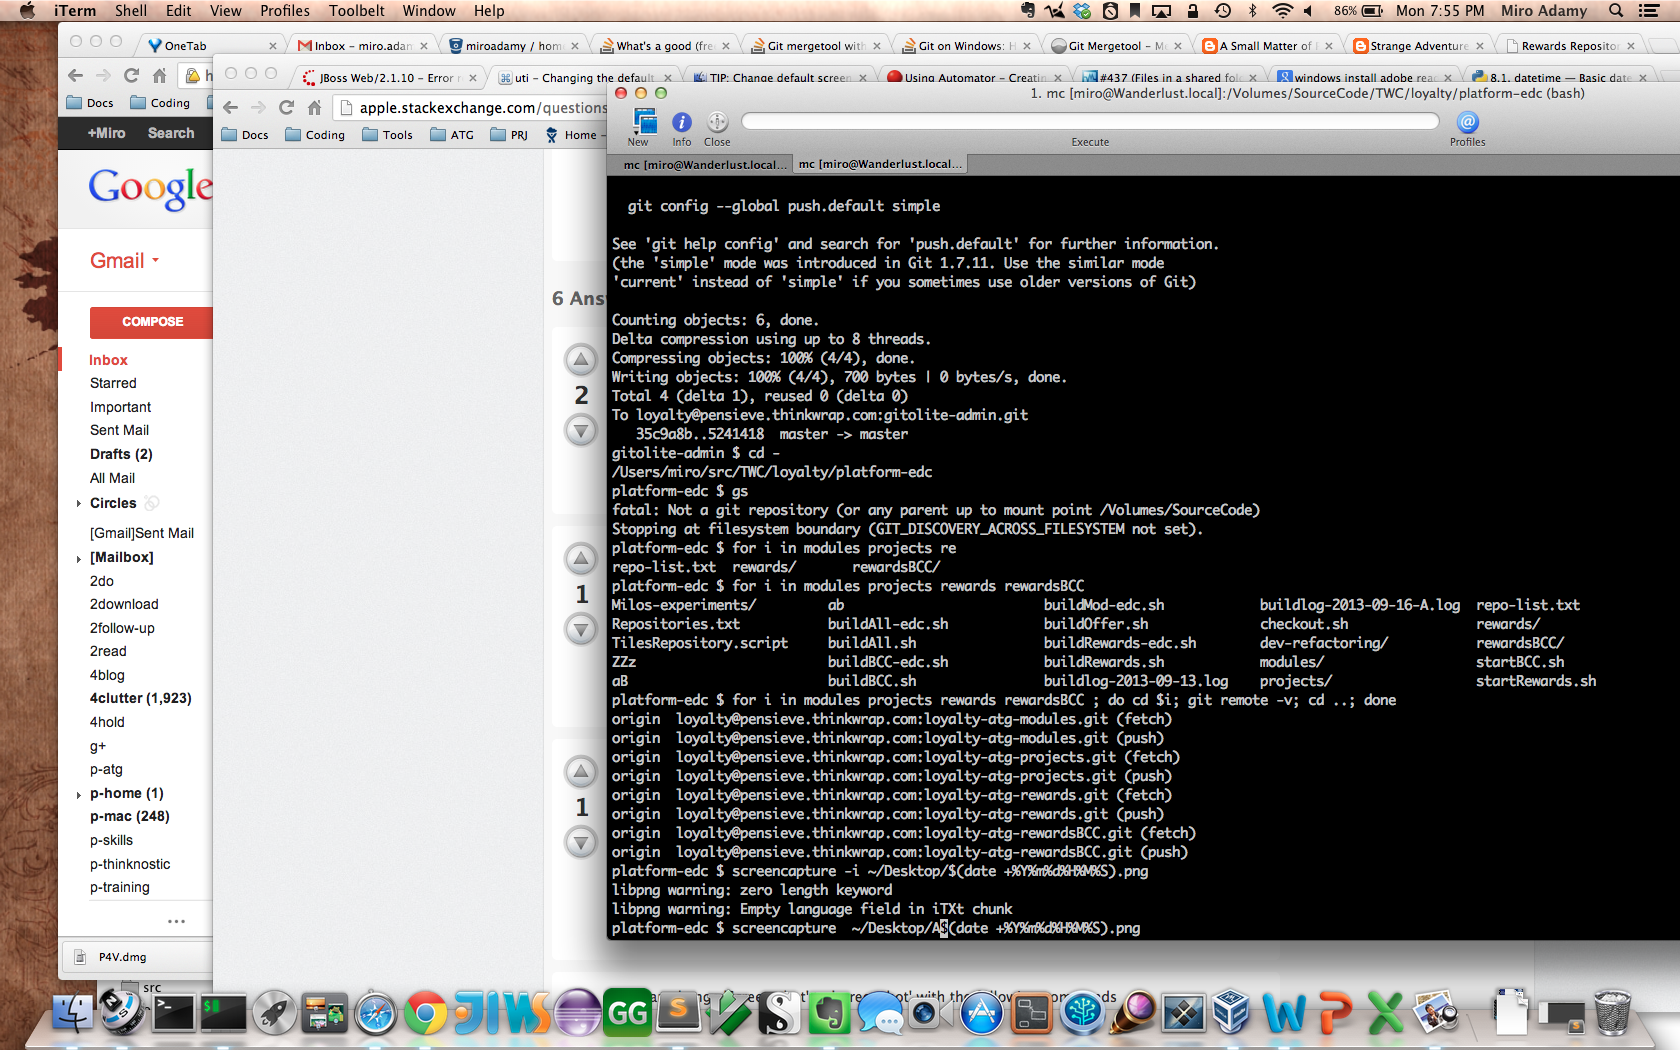 iTerm Shell Edit View Profiles Toolbelt Window Help 86% Mon 7:55 PM Miro Adamy
OneTab
Inbox - miro.adan
miroadamy / hom
What's a good (fre
Git mergetool with
Git on Windows: H
Git Mergetool - M
A Small Matter of
Strange Adventure
Rewards Reposito
Docs Coding
+Miro Search
Google
Gmail
COMPOSE
Inbox
Starred
Important
Sent Mail
Drafts (2)
All Mail
Circles
[Gmail]Sent Mail
[Mailbox]
2do
2download
2follow-up
2read
4blog
4clutter (1,923)
4hold
g+
p-atg
p-home (1)
p-mac (248)
p-skills
p-thinknostic
p-training
P4V.dmg
src
JBoss Web/2.1.10 - Error r
uti - Changing the default
TIP: Change default screen
Using Automator - Creatin
#437 (Files in a shared fol
windows install adobe rea
8.1. datetime — Basic date
apple.stackexchange.com/questions
Docs Coding Tools ATG PRJ Home -
6 Ans
2
1
1
1. mc [miro@Wanderlust.local]:/Volumes/SourceCode/TWC/loyalty/platform-edc (bash)
New Info Close Execute Profiles
mc [miro@Wanderlust.local... mc [miro@Wanderlust.local...
git config --global push.default simple
See 'git help config' and search for 'push.default' for further information.
(the 'simple' mode was introduced in Git 1.7.11. Use the similar mode
'current' instead of 'simple' if you sometimes use older versions of Git)
Counting objects: 6, done.
Delta compression using up to 8 threads.
Compressing objects: 100% (4/4), done.
Writing objects: 100% (4/4), 700 bytes | 0 bytes/s, done.
Total 4 (delta 1), reused 0 (delta 0)
To loyalty@pensieve.thinkwrap.com:gitolite-admin.git
35c9a8b..5241418 master -> master
gitolite-admin $ cd -
/Users/miro/src/TWC/loyalty/platform-edc
platform-edc $ gs
fatal: Not a git repository (or any parent up to mount point /Volumes/SourceCode)
Stopping at filesystem boundary (GIT_DISCOVERY_ACROSS_FILESYSTEM not set).
platform-edc $ for i in modules projects re
repo-list.txt rewards/ rewardsBCC/
platform-edc $ for i in modules projects rewards rewardsBCC
Milos-experiments/ ab buildMod-edc.sh buildlog-2013-09-16-A.log repo-list.txt
Repositories.txt buildAll-edc.sh buildOffer.sh checkout.sh rewards/
TilesRepository.script buildAll.sh buildRewards-edc.sh dev-refactoring/ rewardsBCC/
ZZz buildBCC-edc.sh buildRewards.sh modules/ startBCC.sh
aB buildBCC.sh buildlog-2013-09-13.log projects/ startRewards.sh
platform-edc $ for i in modules projects rewards rewardsBCC ; do cd $i; git remote -v; cd ..; done
origin loyalty@pensieve.thinkwrap.com:loyalty-atg-modules.git (fetch)
origin loyalty@pensieve.thinkwrap.com:loyalty-atg-modules.git (push)
origin loyalty@pensieve.thinkwrap.com:loyalty-atg-projects.git (fetch)
origin loyalty@pensieve.thinkwrap.com:loyalty-atg-projects.git (push)
origin loyalty@pensieve.thinkwrap.com:loyalty-atg-rewards.git (fetch)
origin loyalty@pensieve.thinkwrap.com:loyalty-atg-rewards.git (push)
origin loyalty@pensieve.thinkwrap.com:loyalty-atg-rewardsBCC.git (fetch)
origin loyalty@pensieve.thinkwrap.com:loyalty-atg-rewardsBCC.git (push)
platform-edc $ screencapture -i ~/Desktop/$(date +%Y%m%d%H%M%S).png
libpng warning: zero length keyword
libpng warning: Empty language field in iTXt chunk
platform-edc $ screencapture ~/Desktop/A$(date +%Y%m%d%H%M%S).png
GG